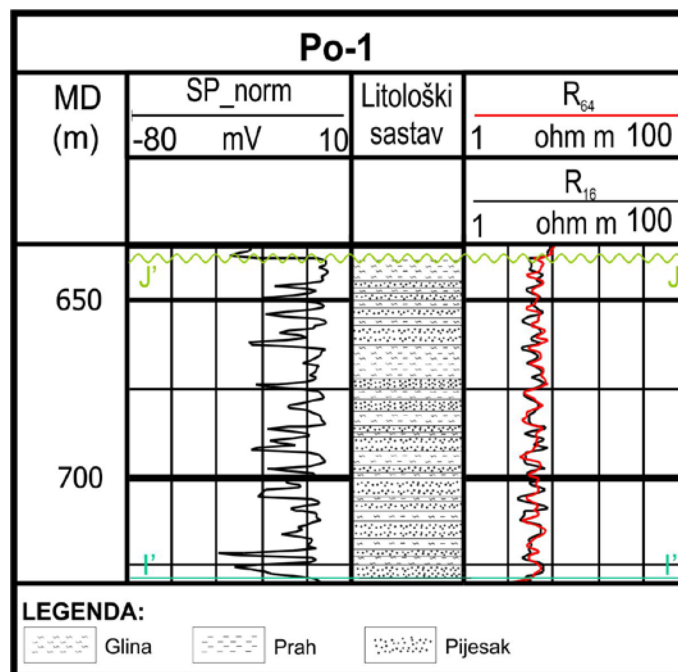 Po-1
MD
(m)
SP_norm
-80 mV 10
Litološki
sastav
R64
1 ohm m 100
R16
1 ohm m 100
J' J
650
700
I' I'
LEGENDA:
Glina Prah Pijesak